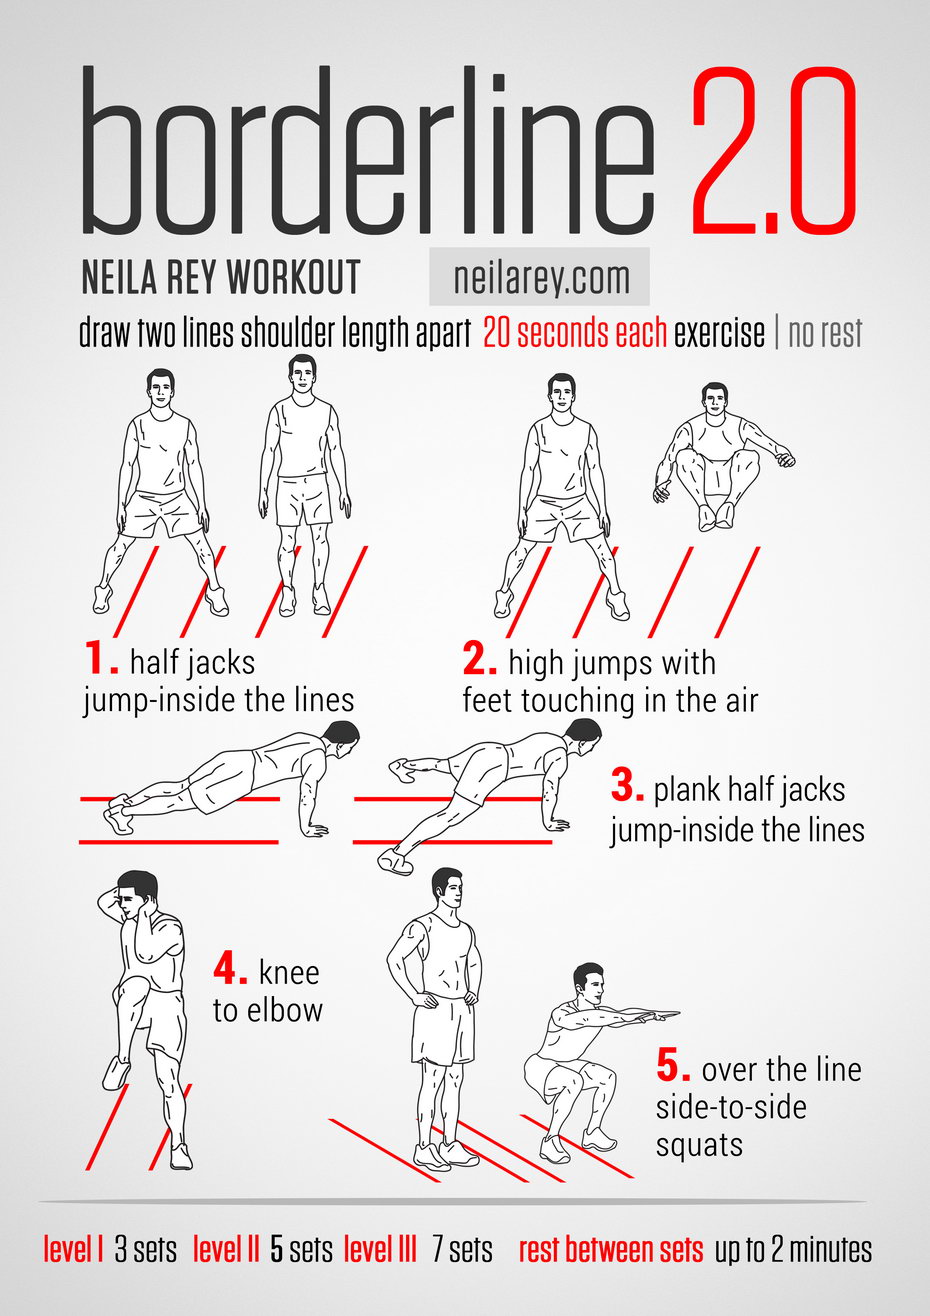 borderline 2.0
NEILA REY WORKOUT neilarey.com
draw two lines shoulder length apart 20 seconds each exercise | no rest
1. half jacks
jump-inside the lines
2. high jumps with
feet touching in the air
3. plank half jacks
jump-inside the lines
4. knee
to elbow
5. over the line
side-to-side
squats
level I 3 sets level II 5 sets level III 7 sets rest between sets up to 2 minutes